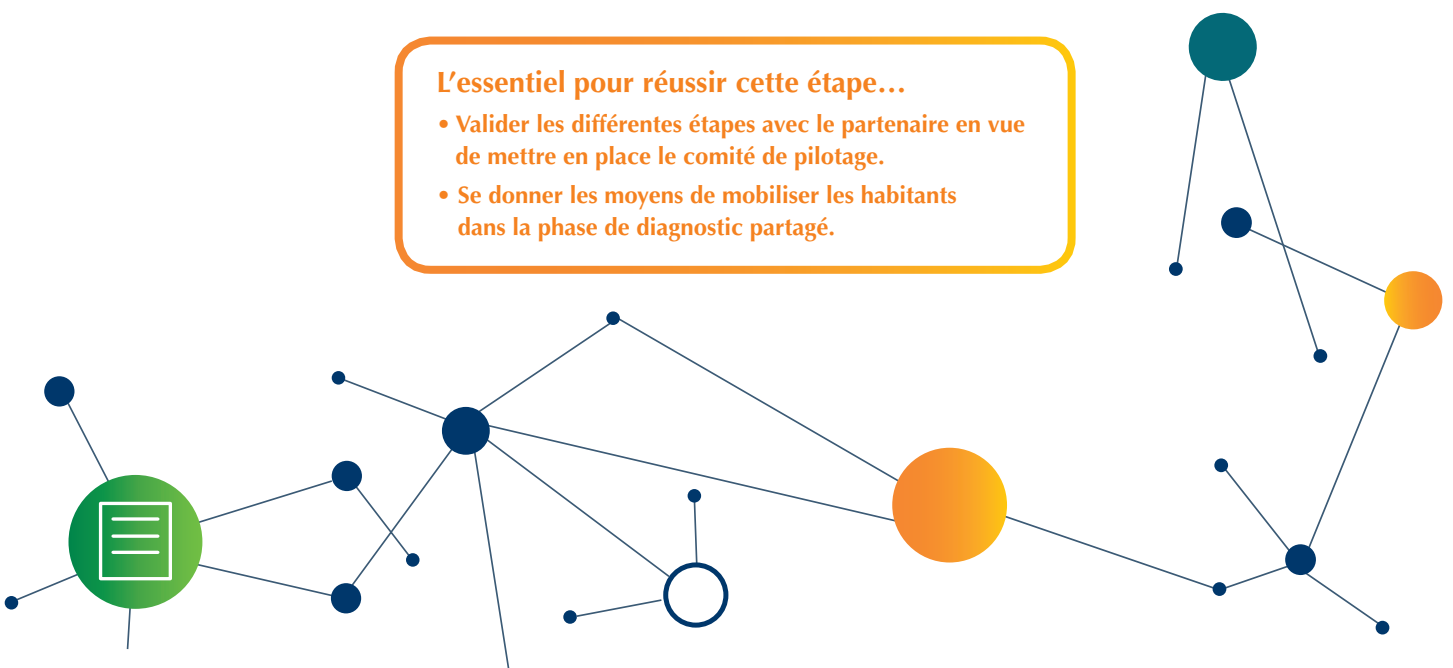 L’essentiel pour réussir cette étape…
• Valider les différentes étapes avec le partenaire en vue
de mettre en place le comité de pilotage.
• Se donner les moyens de mobiliser les habitants
dans la phase de diagnostic partagé.